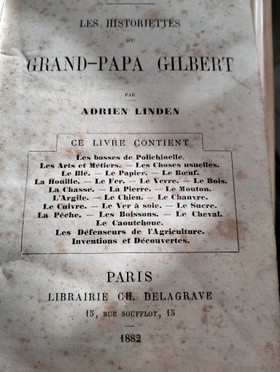 LES HISTORIETTES
DU
GRAND-PAPA GILBERT
PAR
ADRIEN LINDEN
CE LIVRE CONTIENT
Les bosses de Polichinelle.
Les Arts et Métiers. — Les Choses usuelles.
Le Blé. — Le Papier. — Le Bœuf.
La Houille. — Le Fer. — Le Verre. — Le Bois.
La Chasse. — La Pierre. — Le Mouton.
L'Argile. — Le Chien. — Le Chanvre.
Le Cuivre. — Le Ver à soie. — Le Sucre.
La Pêche. — Les Boissons. — Le Cheval.
Le Caoutchouc.
Les Défenseurs de l'Agriculture.
Inventions et Découvertes.
PARIS
LIBRAIRIE CH. DELAGRAVE
15, RUE SOUFFLOT, 15
1882